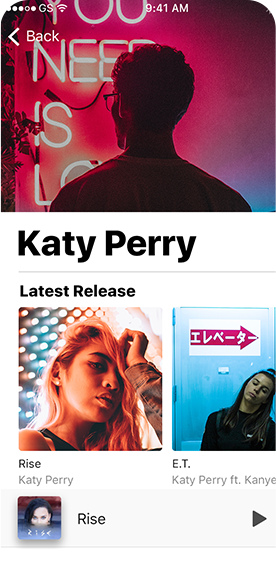 GS 9:41 AM
Back
YOU
NEED
IS
LO
Katy Perry
Latest Release
エレベーター
Rise
Katy Perry
E.T.
Katy Perry ft. Kanye
RISE
Rise